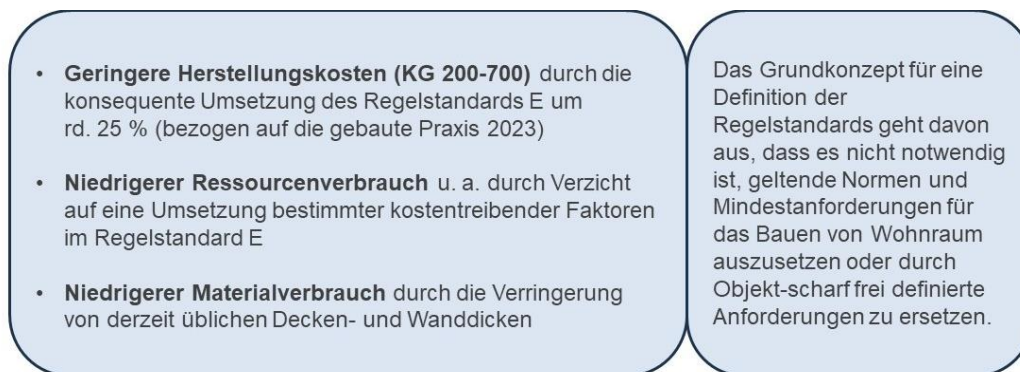 • Geringere Herstellungskosten (KG 200-700) durch die
konsequente Umsetzung des Regelstandards E um
rd. 25 % (bezogen auf die gebaute Praxis 2023)
• Niedrigerer Ressourcenverbrauch u. a. durch Verzicht
auf eine Umsetzung bestimmter kostentreibender Faktoren
im Regelstandard E
• Niedrigerer Materialverbrauch durch die Verringerung
von derzeit üblichen Decken- und Wanddicken
Das Grundkonzept für eine
Definition der
Regelstandards geht davon
aus, dass es nicht notwendig
ist, geltende Normen und
Mindestanforderungen für
das Bauen von Wohnraum
auszusetzen oder durch
Objekt-scharf frei definierte
Anforderungen zu ersetzen.